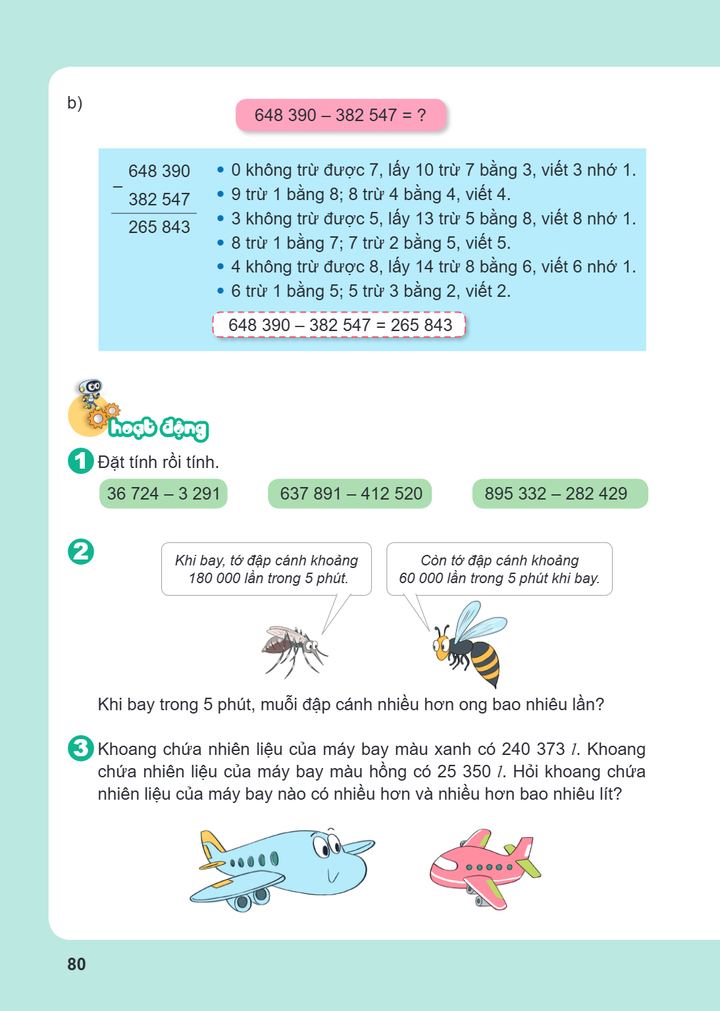 b)
648 390 – 382 547 = ?
648 390
–
382 547
265 843
• 0 không trừ được 7, lấy 10 trừ 7 bằng 3, viết 3 nhớ 1.
• 9 trừ 1 bằng 8; 8 trừ 4 bằng 4, viết 4.
• 3 không trừ được 5, lấy 13 trừ 5 bằng 8, viết 8 nhớ 1.
• 8 trừ 1 bằng 7; 7 trừ 2 bằng 5, viết 5.
• 4 không trừ được 8, lấy 14 trừ 8 bằng 6, viết 6 nhớ 1.
• 6 trừ 1 bằng 5; 5 trừ 3 bằng 2, viết 2.
648 390 – 382 547 = 265 843
hoạt động
1 Đặt tính rồi tính.
36 724 – 3 291 637 891 – 412 520 895 332 – 282 429
2
Khi bay, tớ đập cánh khoảng
180 000 lần trong 5 phút.
Còn tớ đập cánh khoảng
60 000 lần trong 5 phút khi bay.
Khi bay trong 5 phút, muỗi đập cánh nhiều hơn ong bao nhiêu lần?
3 Khoang chứa nhiên liệu của máy bay màu xanh có 240 373 l. Khoang
chứa nhiên liệu của máy bay màu hồng có 25 350 l. Hỏi khoang chứa
nhiên liệu của máy bay nào có nhiều hơn và nhiều hơn bao nhiêu lít?
80